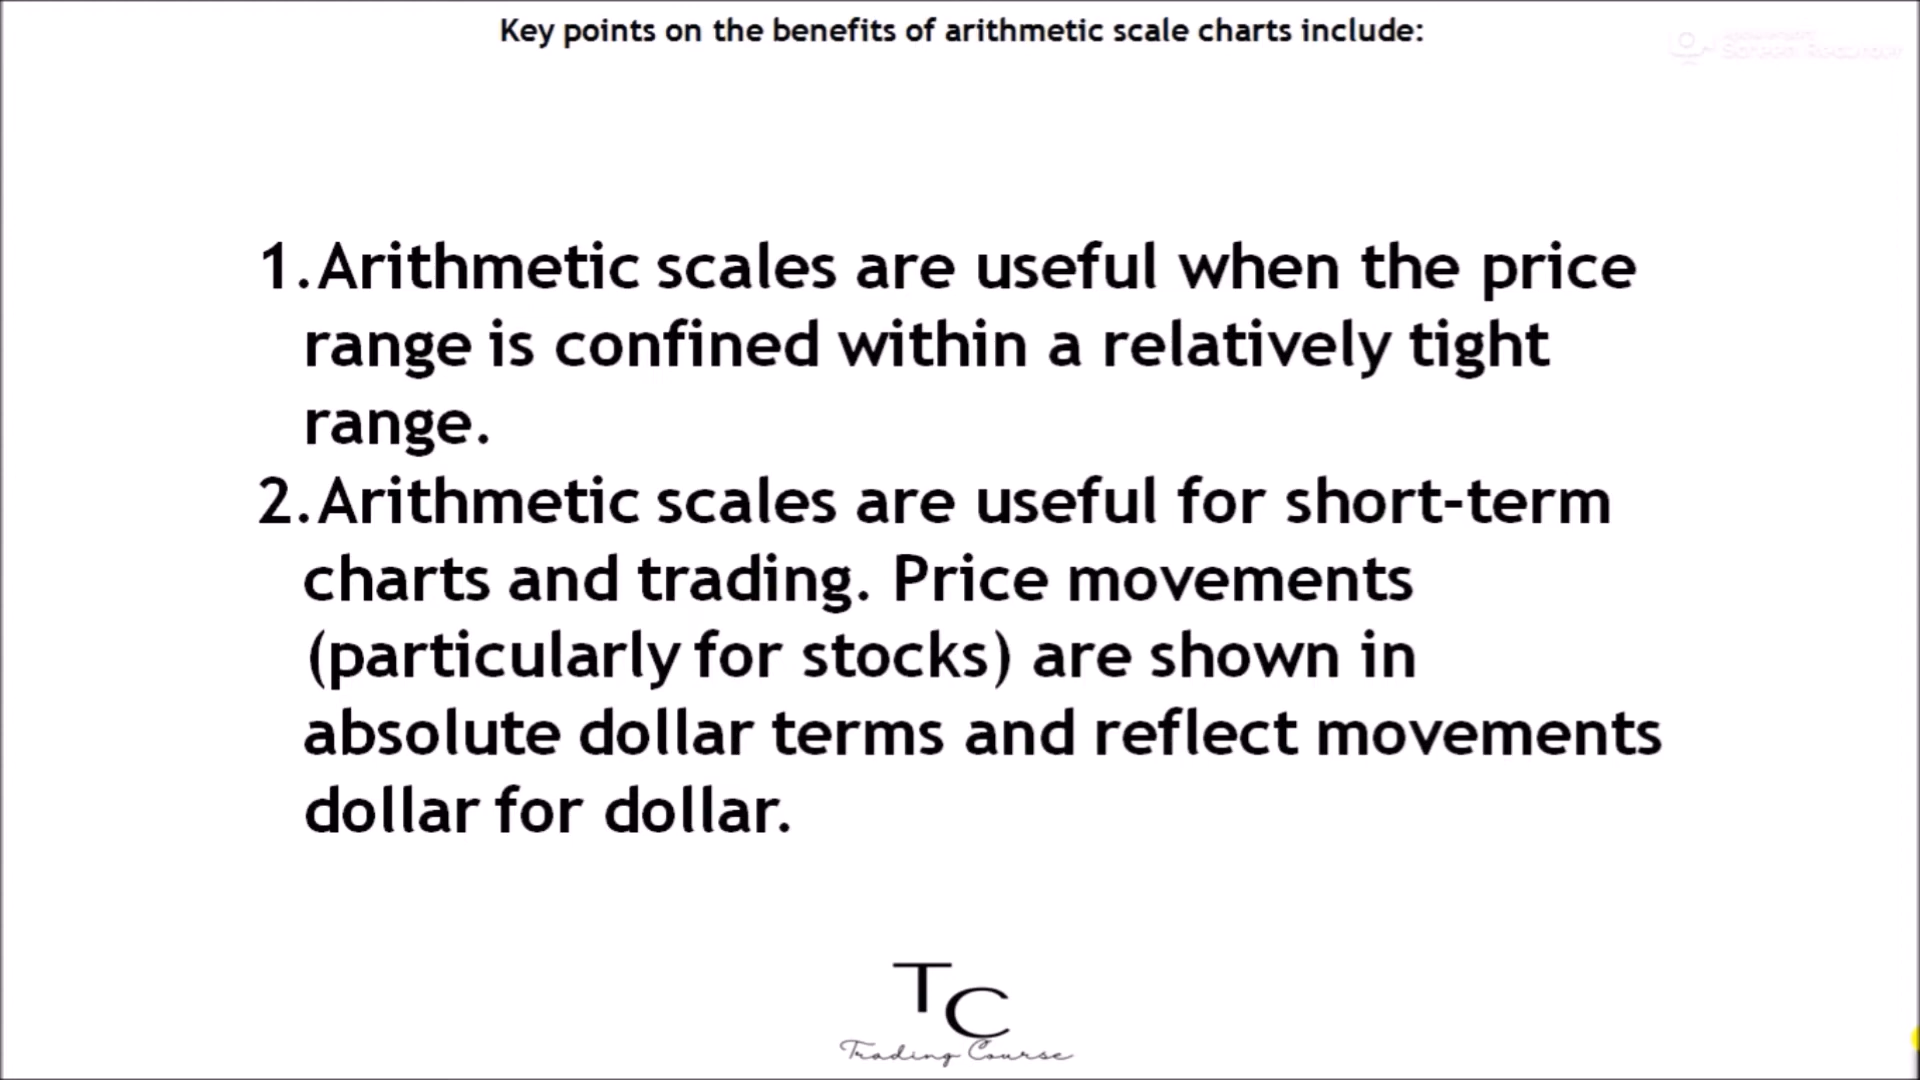 Key points on the benefits of arithmetic scale charts include:
Screen Recorder
1.Arithmetic scales are useful when the price
range is confined within a relatively tight
range.
2.Arithmetic scales are useful for short-term
charts and trading. Price movements
(particularly for stocks) are shown in
absolute dollar terms and reflect movements
dollar for dollar.
TC
Trading Course